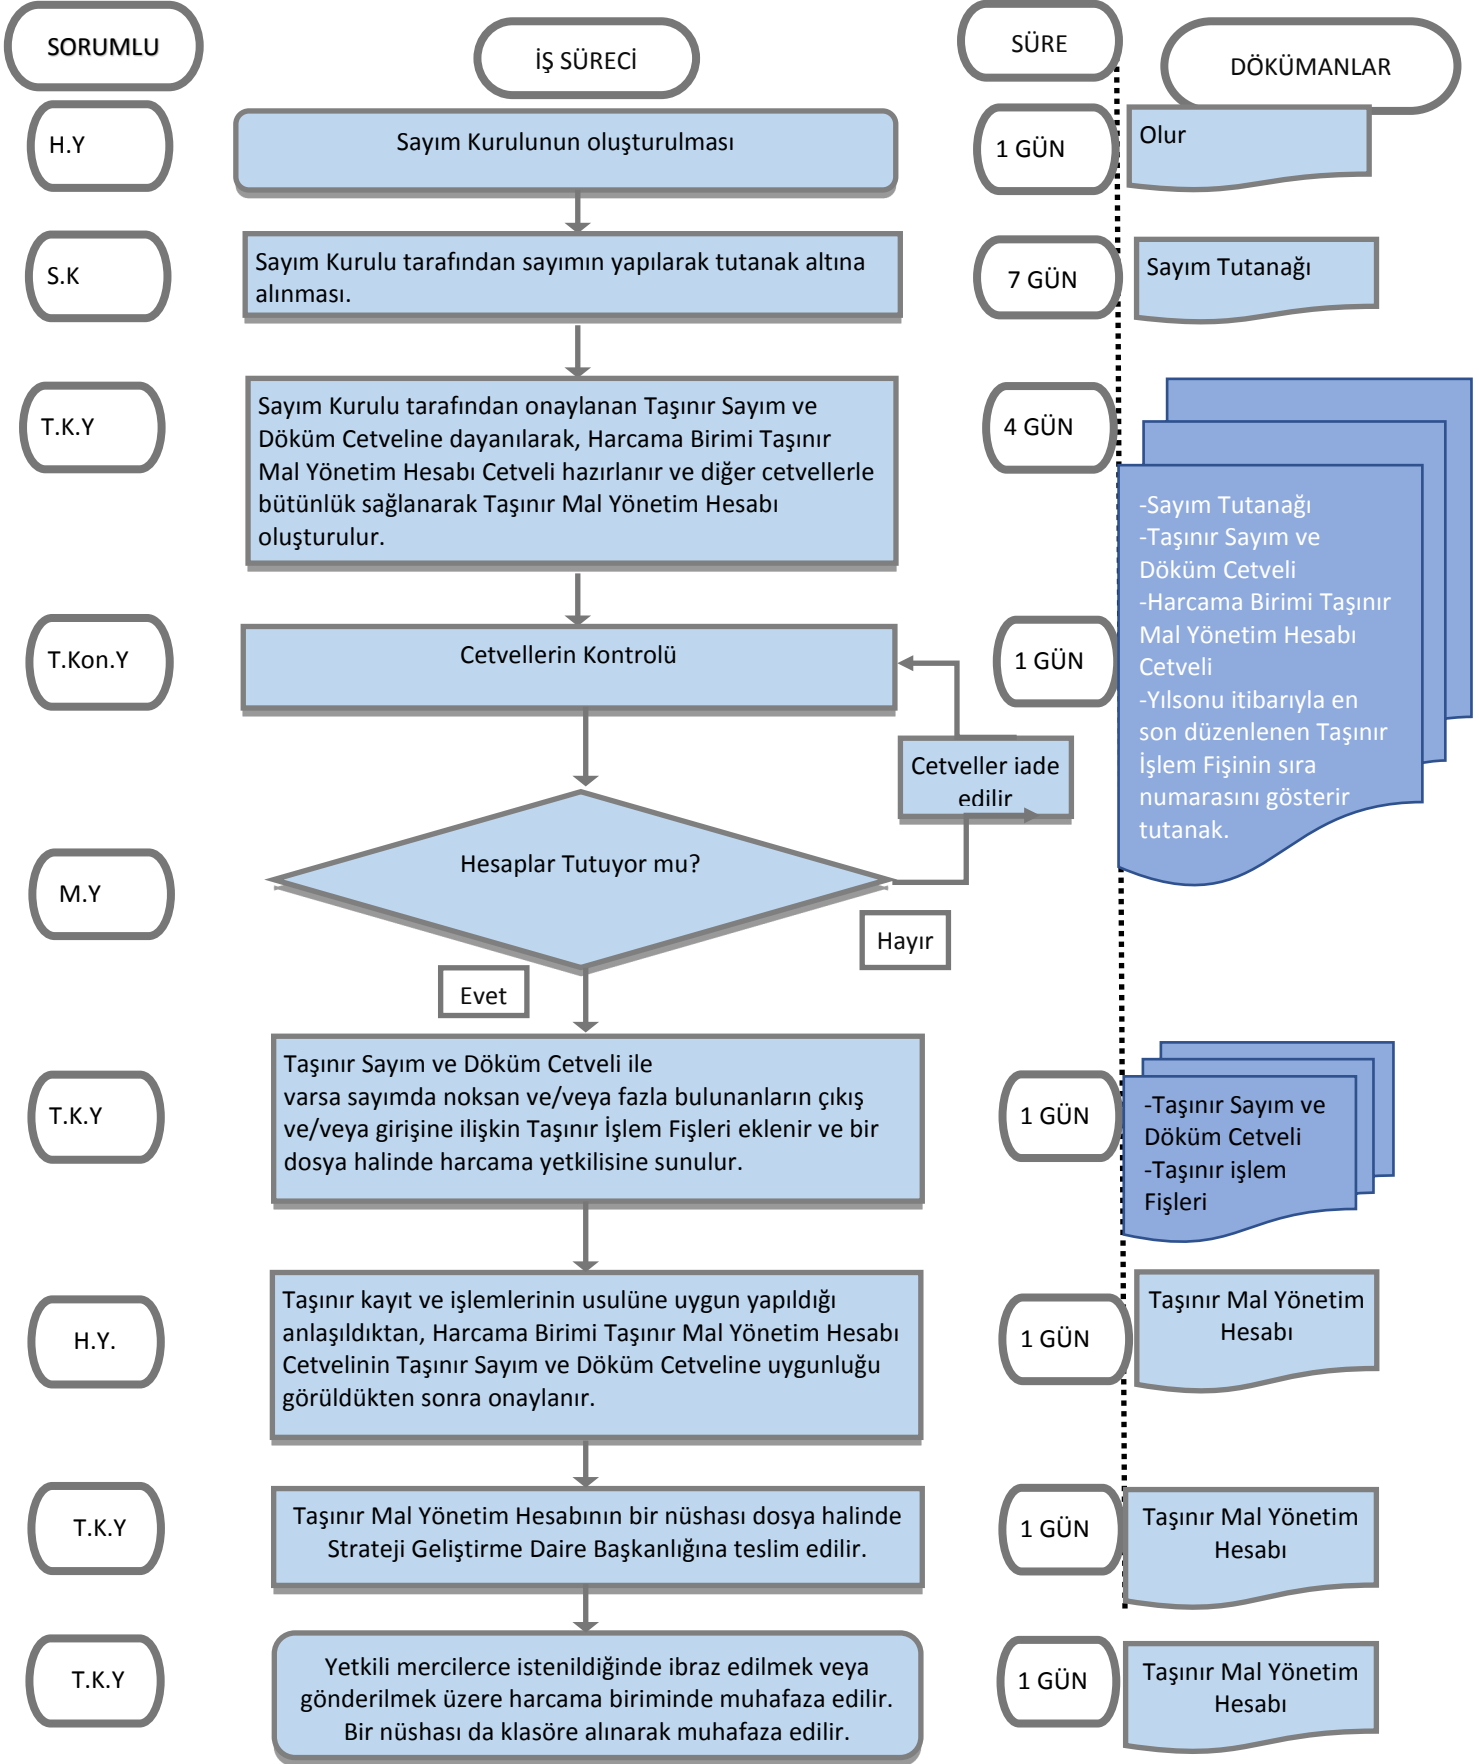 SORUMLU
İŞ SÜRECİ
SÜRE
DÖKÜMANLAR
H.Y
Sayım Kurulunun oluşturulması
1 GÜN
Olur
S.K
Sayım Kurulu tarafından sayımın yapılarak tutanak altına
alınması.
7 GÜN
Sayım Tutanağı
T.K.Y
Sayım Kurulu tarafından onaylanan Taşınır Sayım ve
Döküm Cetveline dayanılarak, Harcama Birimi Taşınır
Mal Yönetim Hesabı Cetveli hazırlanır ve diğer cetvellerle
bütünlük sağlanarak Taşınır Mal Yönetim Hesabı
oluşturulur.
4 GÜN
-Sayım Tutanağı
-Taşınır Sayım ve
Döküm Cetveli
-Harcama Birimi Taşınır
Mal Yönetim Hesabı
Cetveli
-Yılsonu itibarıyla en
son düzenlenen Taşınır
İşlem Fişinin sıra
numarasını gösterir
tutanak.
T.Kon.Y
Cetvellerin Kontrolü
1 GÜN
Cetveller iade
edilir
M.Y
Hesaplar Tutuyor mu?
Hayır
Evet
T.K.Y
Taşınır Sayım ve Döküm Cetveli ile
varsa sayımda noksan ve/veya fazla bulunanların çıkış
ve/veya girişine ilişkin Taşınır İşlem Fişleri eklenir ve bir
dosya halinde harcama yetkilisine sunulur.
1 GÜN
-Taşınır Sayım ve
Döküm Cetveli
-Taşınır işlem
Fişleri
H.Y.
Taşınır kayıt ve işlemlerinin usulüne uygun yapıldığı
anlaşıldıktan, Harcama Birimi Taşınır Mal Yönetim Hesabı
Cetvelinin Taşınır Sayım ve Döküm Cetveline uygunluğu
görüldükten sonra onaylanır.
1 GÜN
Taşınır Mal Yönetim
Hesabı
T.K.Y
Taşınır Mal Yönetim Hesabının bir nüshası dosya halinde
Strateji Geliştirme Daire Başkanlığına teslim edilir.
1 GÜN
Taşınır Mal Yönetim
Hesabı
T.K.Y
Yetkili mercilerce istenildiğinde ibraz edilmek veya
gönderilmek üzere harcama biriminde muhafaza edilir.
Bir nüshası da klasöre alınarak muhafaza edilir.
1 GÜN
Taşınır Mal Yönetim
Hesabı